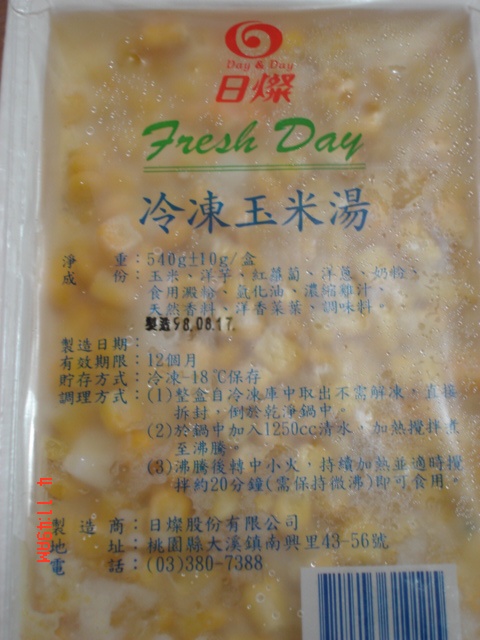 Day & Day
日燦
Fresh Day
冷凍玉米湯
淨重：540g±10g/盒
成份：玉米、洋芋、紅蘿蔔、洋蔥、奶粉、
食用澱粉、氫化油、濃縮雞汁、
天然香料、洋香菜葉、調味料。
製造98.08.17.
製造日期：
有效期限：12個月
貯存方式：冷凍-18℃保存
調理方式：(1)整盒自冷凍庫中取出不需解凍，直接
拆封，倒於乾淨鍋中。
(2)於鍋中加入1250cc清水，加熱攪拌煮
至沸騰
(3)沸騰後轉中小火，持續加熱並適時攪
拌約20分鐘(需保持微沸)即可食用。
製造商：日燦股份有限公司
地址：桃園縣大溪鎮南興里43-56號
電話：(03)380-7388